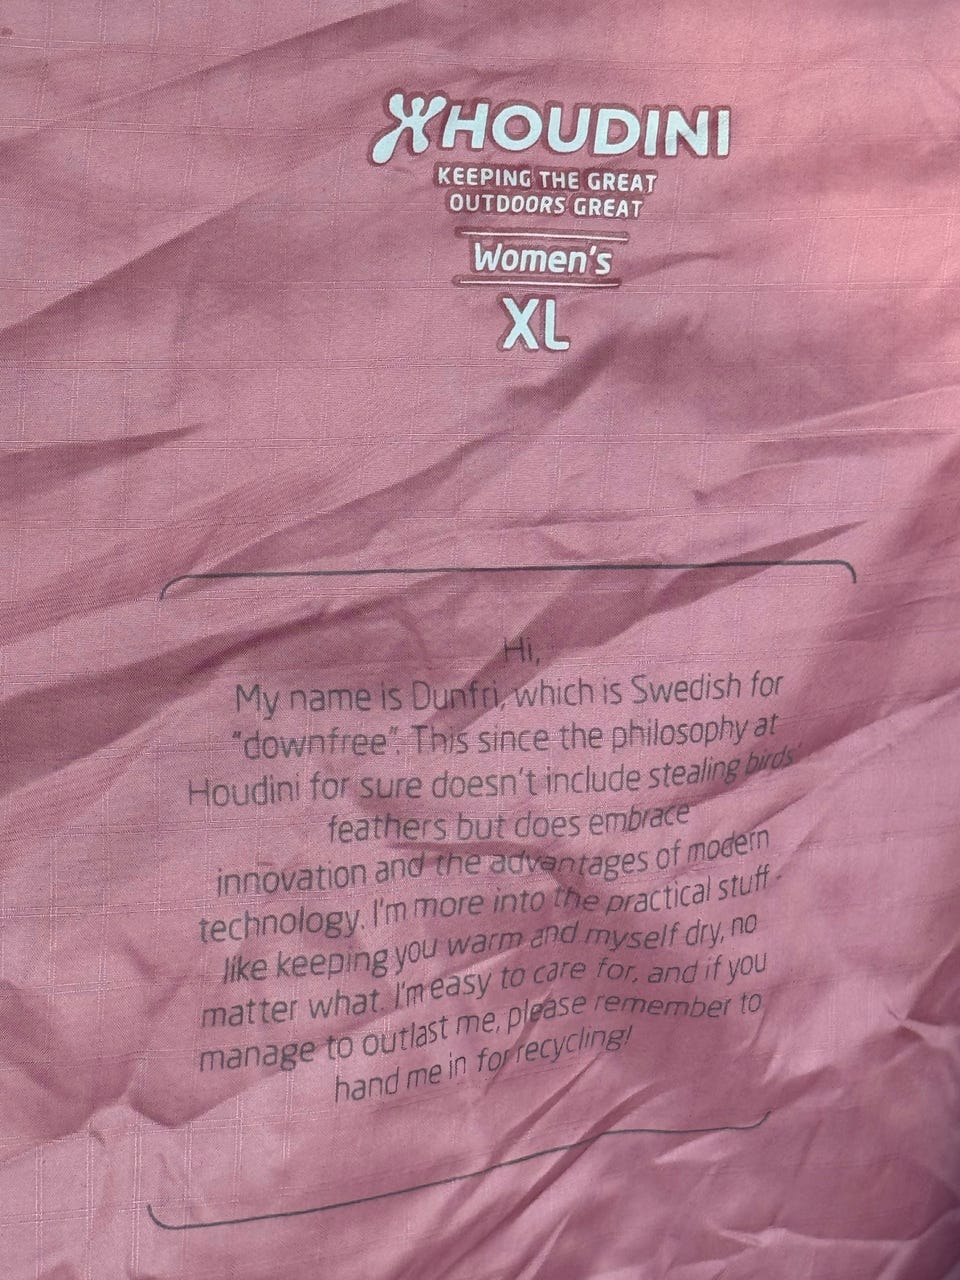 HOUDINI
KEEPING THE GREAT
OUTDOORS GREAT
Women's
XL
Hi,
My name is Dunfri, which is Swedish for
"downfree". This since the philosophy at
Houdini for sure doesn't include stealing birds'
feathers but does embrace
innovation and the advantages of modern
technology. I'm more into the practical stuff -
like keeping you warm and myself dry, no
matter what. I'm easy to care for, and if you
manage to outlast me, please remember to
hand me in for recycling!